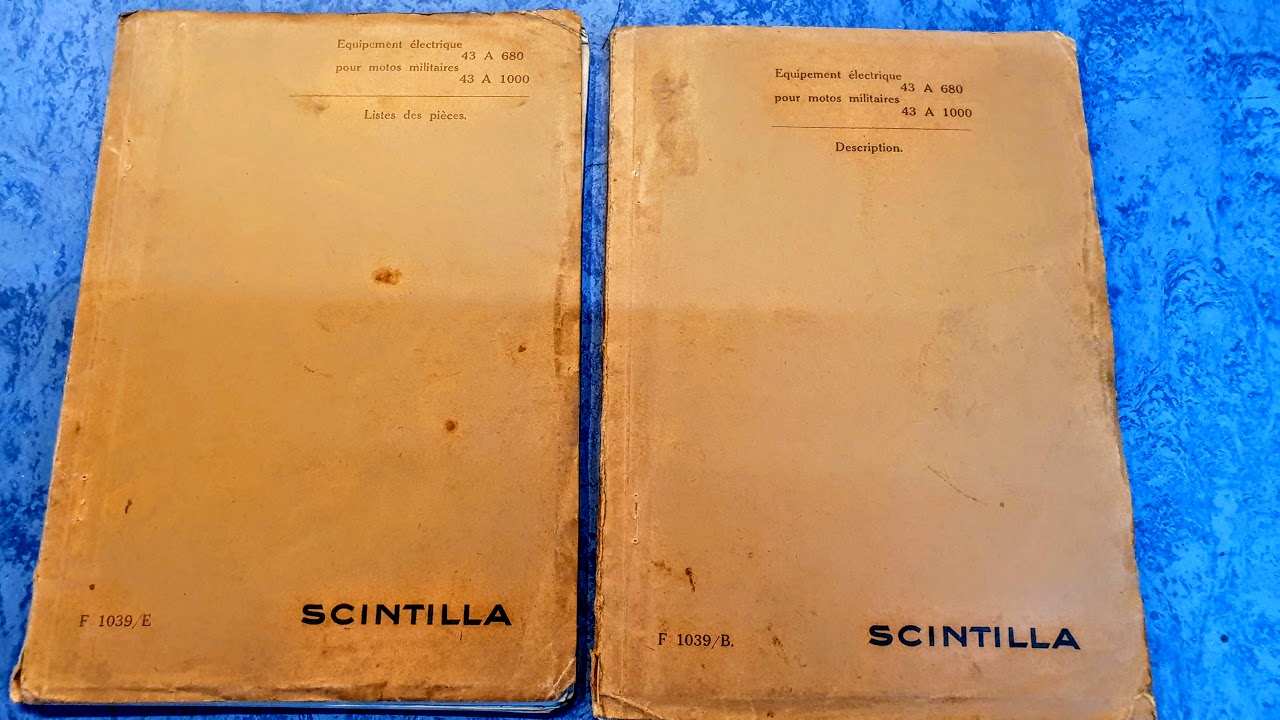 Equipement électrique
43 A 680
pour motos militaires
43 A 1000
Listes des pièces.
F 1039/E
SCINTILLA
Equipement électrique
43 A 680
pour motos militaires
43 A 1000
Description.
F 1039/B.
SCINTILLA